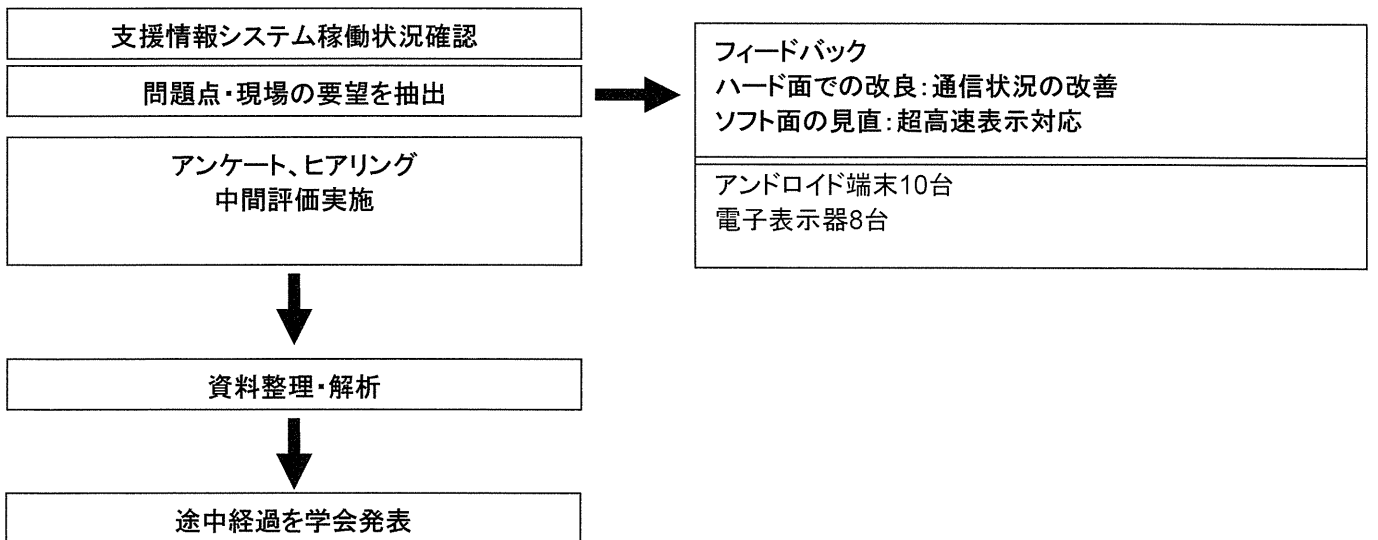 支援情報システム稼働状況確認
問題点・現場の要望を抽出
アンケート、ヒアリング
中間評価実施
フィードバック
ハード面での改良：通信状況の改善
ソフト面の見直：超高速表示対応
アンドロイド端末10台
電子表示器8台
資料整理・解析
途中経過を学会発表